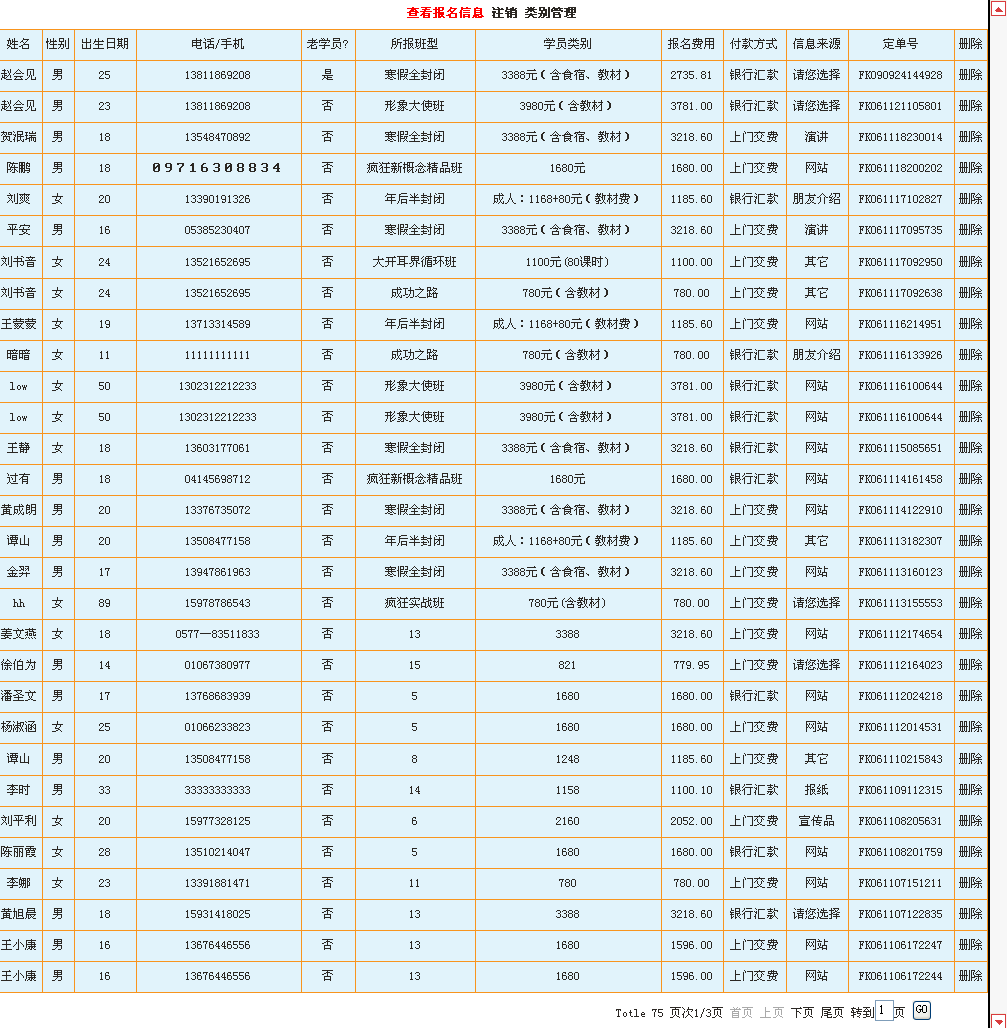 查看报名信息 注销 类别管理
姓名 性别 出生日期 电话/手机 老学员? 所报班型 学员类别 报名费用 付款方式 信息来源 定单号 删除
赵会见 男 25 13811869208 是 寒假全封闭 3388元(含食宿、教材) 2735.81 银行汇款 请您选择 FK090924144928 删除
赵会见 男 23 13811869208 否 形象大使班 3980元(含教材) 3781.00 银行汇款 请您选择 FK061121105801 删除
贺泯瑞 男 18 13548470892 否 寒假全封闭 3388元(含食宿、教材) 3218.60 上门交费 演讲 FK061118230014 删除
陈鹏 男 18 09716308834 否 疯狂新概念精品班 1680元 1680.00 上门交费 网站 FK061118200202 删除
刘爽 女 20 13390191326 否 年后半封闭 成人:1168+80元(教材费) 1185.60 银行汇款 朋友介绍 FK061117102827 删除
平安 男 16 05385230407 否 寒假全封闭 3388元(含食宿、教材) 3218.60 上门交费 演讲 FK061117095735 删除
刘书音 女 24 13521652695 否 大开耳界循环班 1100元(80课时) 1100.00 上门交费 其它 FK061117092950 删除
刘书音 女 24 13521652695 否 成功之路 780元(含教材) 780.00 上门交费 其它 FK061117092638 删除
王蒙蒙 女 19 13713314589 否 年后半封闭 成人:1168+80元(教材费) 1185.60 上门交费 网站 FK061116214951 删除
暗暗 女 11 11111111111 否 成功之路 780元(含教材) 780.00 银行汇款 朋友介绍 FK061116133926 删除
low 女 50 1302312212233 否 形象大使班 3980元(含教材) 3781.00 银行汇款 网站 FK061116100644 删除
low 女 50 1302312212233 否 形象大使班 3980元(含教材) 3781.00 银行汇款 网站 FK061116100644 删除
王静 女 18 13603177061 否 寒假全封闭 3388元(含食宿、教材) 3218.60 银行汇款 网站 FK061115085651 删除
过有 男 18 04145698712 否 疯狂新概念精品班 1680元 1680.00 银行汇款 网站 FK061114161458 删除
黄成朗 男 20 13376735072 否 寒假全封闭 3388元(含食宿、教材) 3218.60 上门交费 网站 FK061114122910 删除
谭山 男 20 13508477158 否 年后半封闭 成人:1168+80元(教材费) 1185.60 上门交费 其它 FK061113182307 删除
金羿 男 17 13947861963 否 寒假全封闭 3388元(含食宿、教材) 3218.60 上门交费 网站 FK061113160123 删除
hh 女 89 15978786543 否 疯狂实战班 780元(含教材) 780.00 上门交费 请您选择 FK061113155553 删除
姜文燕 女 18 0577—83511833 否 13 3388 3218.60 上门交费 网站 FK061112174654 删除
徐伯为 男 14 01067380977 否 15 821 779.95 上门交费 请您选择 FK061112164023 删除
潘圣文 男 17 13768683939 否 5 1680 1680.00 银行汇款 网站 FK061112024218 删除
杨淑涵 女 25 01066233823 否 5 1680 1680.00 上门交费 网站 FK061112014531 删除
谭山 男 20 13508477158 否 8 1248 1185.60 上门交费 其它 FK061110215843 删除
李时 男 33 33333333333 否 14 1158 1100.10 银行汇款 报纸 FK061109112315 删除
刘平利 女 20 15977328125 否 6 2160 2052.00 上门交费 宣传品 FK061108205631 删除
陈丽霞 女 28 13510214047 否 5 1680 1680.00 银行汇款 网站 FK061108201759 删除
李娜 女 23 13391881471 否 11 780 780.00 上门交费 网站 FK061107151211 删除
黄旭晨 男 18 15931418025 否 13 3388 3218.60 银行汇款 请您选择 FK061107122835 删除
王小康 男 16 13676446556 否 13 1680 1596.00 上门交费 网站 FK061106172247 删除
王小康 男 16 13676446556 否 13 1680 1596.00 上门交费 网站 FK061106172244 删除
Totle 75 页次1/3页 首页 上页 下页 尾页 转到1页 GO